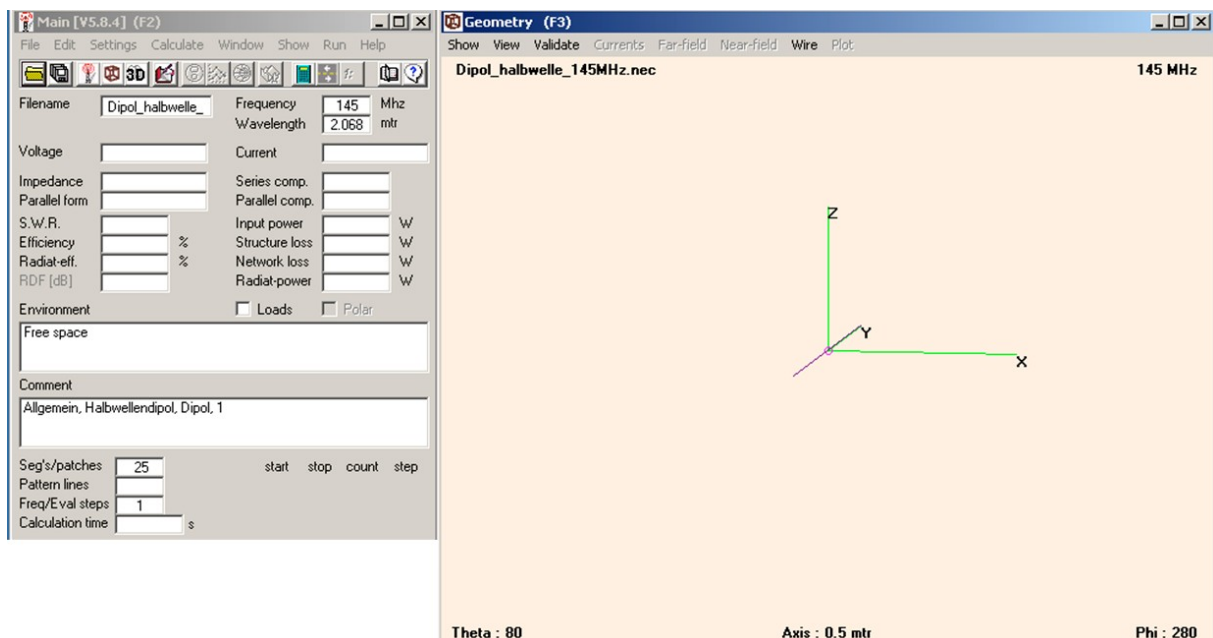 Main [V5.8.4] (F2)
File Edit Settings Calculate Window Show Run Help
3D
Filename Dipol_halbwelle_ Frequency 145 Mhz
Wavelength 2.068 mtr
Voltage Current
Impedance Series comp.
Parallel form Parallel comp.
S.W.R. Input power W
Efficiency % Structure loss W
Radiat-eff. % Network loss W
RDF [dB] Radiat-power W
Environment Loads Polar
Free space
Comment
Allgemein, Halbwellendipol, Dipol, 1
Seg's/patches 25 start stop count step
Pattern lines
Freq/Eval steps 1
Calculation time s
Geometry (F3)
Show View Validate Currents Far-field Near-field Wire Plot
Dipol_halbwelle_145MHz.nec 145 MHz
Z
Y
X
Theta : 80 Axis : 0.5 mtr Phi : 280